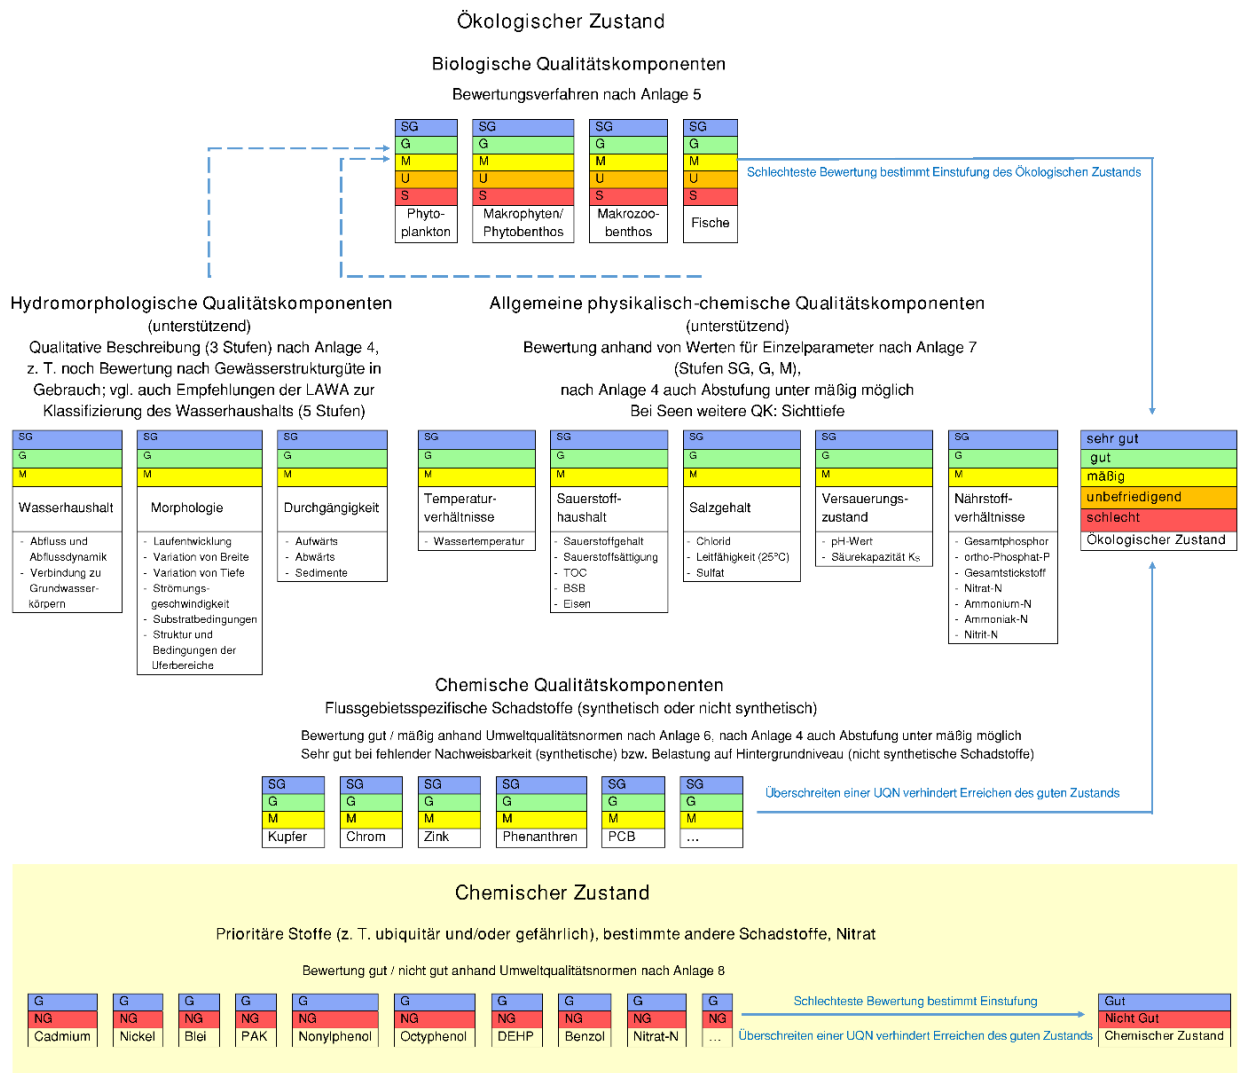 Ökologischer Zustand
Biologische Qualitätskomponenten
Bewertungsverfahren nach Anlage 5
SG SG SG SG
G G G G
M M M M
U U U U
S S S S
Phyto-
plankton
Makrophyten/
Phytobenthos
Makrozoo-
benthos
Fische
Schlechteste Bewertung bestimmt Einstufung des Ökologischen Zustands
Hydromorphologische Qualitätskomponenten
(unterstützend)
Qualitative Beschreibung (3 Stufen) nach Anlage 4,
z. T. noch Bewertung nach Gewässerstrukturgüte in
Gebrauch; vgl. auch Empfehlungen der LAWA zur
Klassifizierung des Wasserhaushalts (5 Stufen)
Allgemeine physikalisch-chemische Qualitätskomponenten
(unterstützend)
Bewertung anhand von Werten für Einzelparameter nach Anlage 7
(Stufen SG, G, M),
nach Anlage 4 auch Abstufung unter mäßig möglich
Bei Seen weitere QK: Sichttiefe
SG
G
M
Wasserhaushalt
- Abfluss und
Abflussdynamik
- Verbindung zu
Grundwasser-
körpern
SG
G
M
Morphologie
- Laufentwicklung
- Variation von Breite
- Variation von Tiefe
- Strömungs-
geschwindigkeit
- Substratbedingungen
- Struktur und
Bedingungen der
Uferbereiche
SG
G
M
Durchgängigkeit
- Aufwärts
- Abwärts
- Sedimente
SG
G
M
Temperatur-
verhältnisse
- Wassertemperatur
SG
G
M
Sauerstoff-
haushalt
- Sauerstoffgehalt
- Sauerstoffsättigung
- TOC
- BSB
- Eisen
SG
G
M
Salzgehalt
- Chlorid
- Leitfähigkeit (25°C)
- Sulfat
SG
G
M
Versauerungs-
zustand
- pH-Wert
- Säurekapazität KS
SG
G
M
Nährstoff-
verhältnisse
- Gesamtphosphor
- ortho-Phosphat-P
- Gesamtstickstoff
- Nitrat-N
- Ammonium-N
- Ammoniak-N
- Nitrit-N
sehr gut
gut
mäßig
unbefriedigend
schlecht
Ökologischer Zustand
Chemische Qualitätskomponenten
Flussgebietsspezifische Schadstoffe (synthetisch oder nicht synthetisch)
Bewertung gut / mäßig anhand Umweltqualitätsnormen nach Anlage 6, nach Anlage 4 auch Abstufung unter mäßig möglich
Sehr gut bei fehlender Nachweisbarkeit (synthetische) bzw. Belastung auf Hintergrundniveau (nicht synthetische Schadstoffe)
SG SG SG SG SG SG
G G G G G G
M M M M M M
Kupfer Chrom Zink Phenanthren PCB ...
Überschreiten einer UQN verhindert Erreichen des guten Zustands
Chemischer Zustand
Prioritäre Stoffe (z. T. ubiquitär und/oder gefährlich), bestimmte andere Schadstoffe, Nitrat
Bewertung gut / nicht gut anhand Umweltqualitätsnormen nach Anlage 8
G G G G G G G G G G
NG NG NG NG NG NG NG NG NG NG
Cadmium Nickel Blei PAK Nonylphenol Octyphenol DEHP Benzol Nitrat-N ...
Schlechteste Bewertung bestimmt Einstufung
Überschreiten einer UQN verhindert Erreichen des guten Zustands
Gut
Nicht Gut
Chemischer Zustand